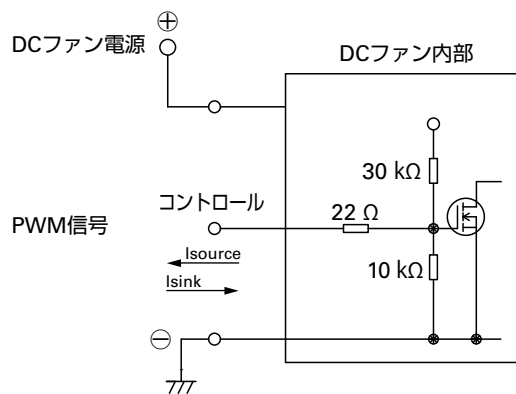 ⊕
DCファン電源
DCファン内部
30 kΩ
コントロール
PWM信号
22 Ω
Isource
Isink
10 kΩ
⊖